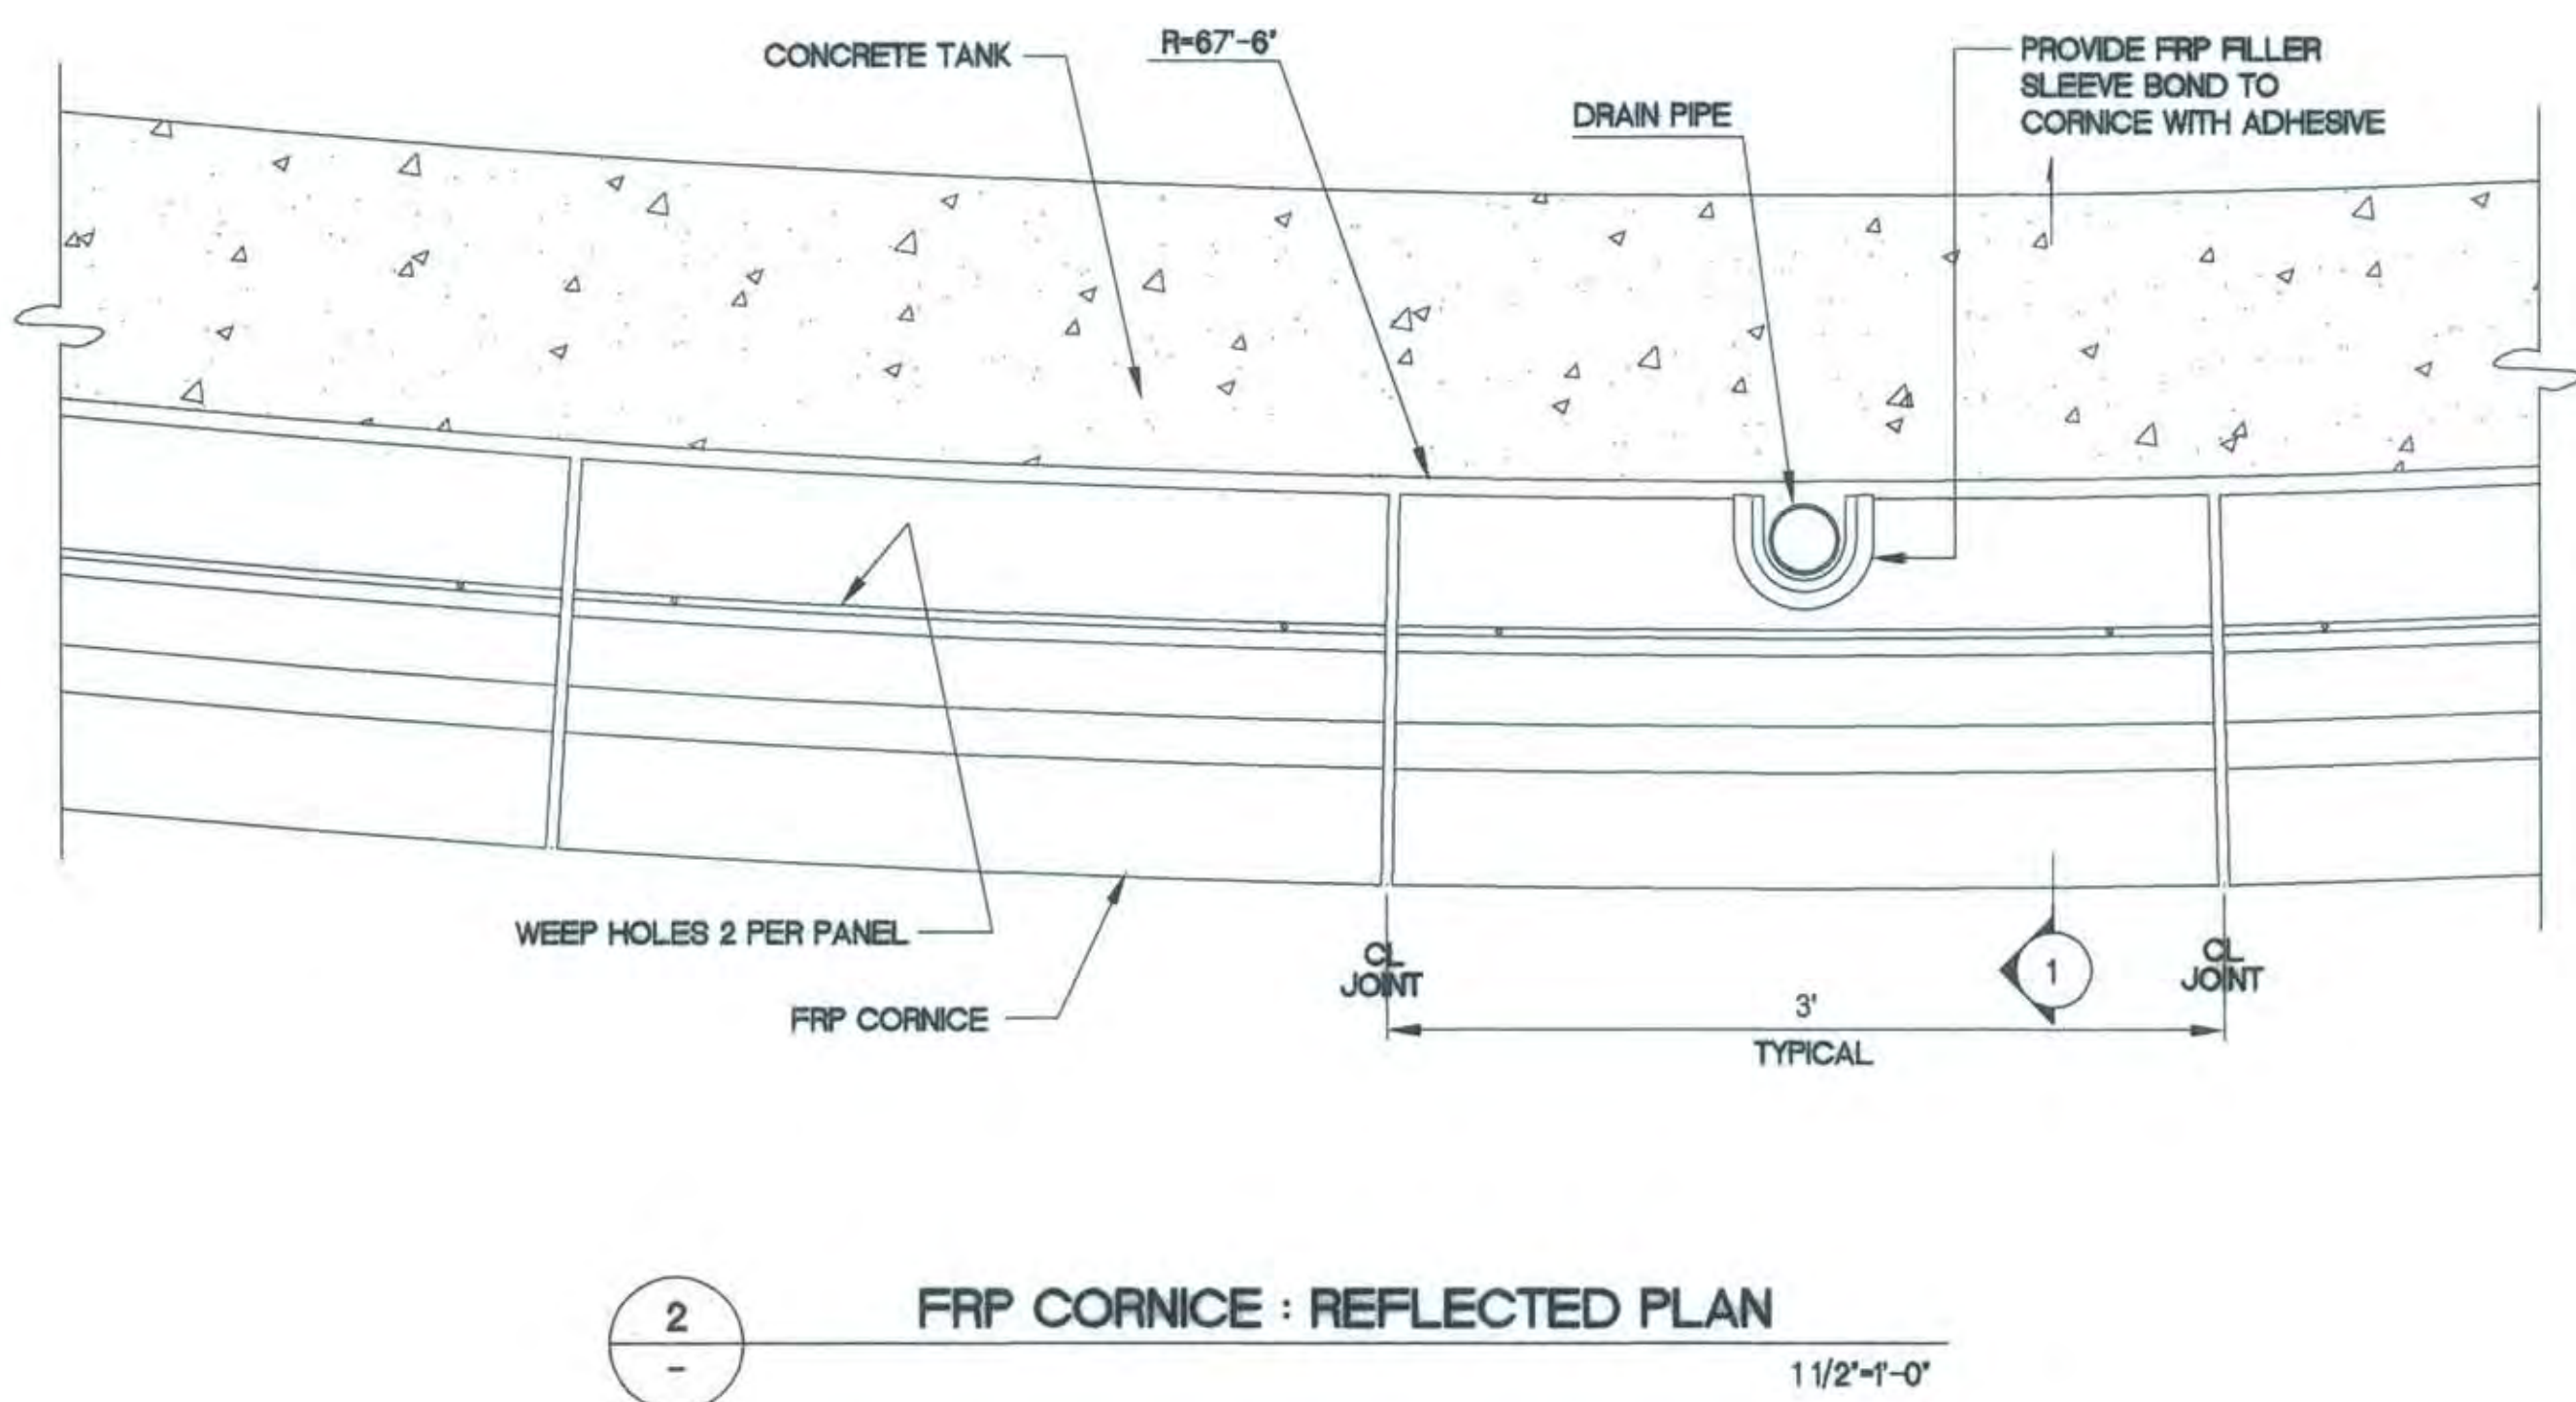 CONCRETE TANK
R=67'-6"
DRAIN PIPE
PROVIDE FRP FILLER
SLEEVE BOND TO
CORNICE WITH ADHESIVE
WEEP HOLES 2 PER PANEL
FRP CORNICE
CL
JOINT
1
CL
JOINT
3'
TYPICAL
2
-
FRP CORNICE : REFLECTED PLAN
1 1/2"=1'-0"